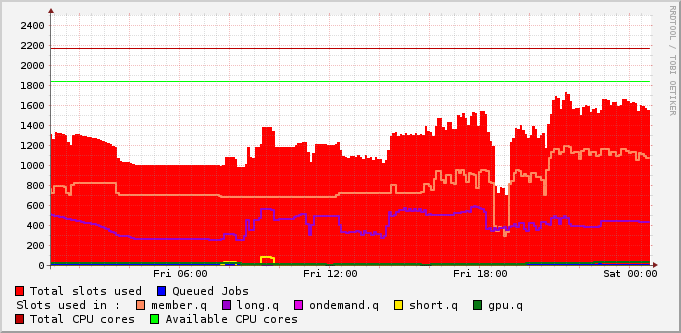 RRDTOOL / TOBI OETIKER
2400
2200
2000
1800
1600
1400
1200
1000
800
600
400
200
0
Fri 06:00 Fri 12:00 Fri 18:00 Sat 00:00
Total slots used Queued Jobs
Slots used in : member.q long.q ondemand.q short.q gpu.q
Total CPU cores Available CPU cores